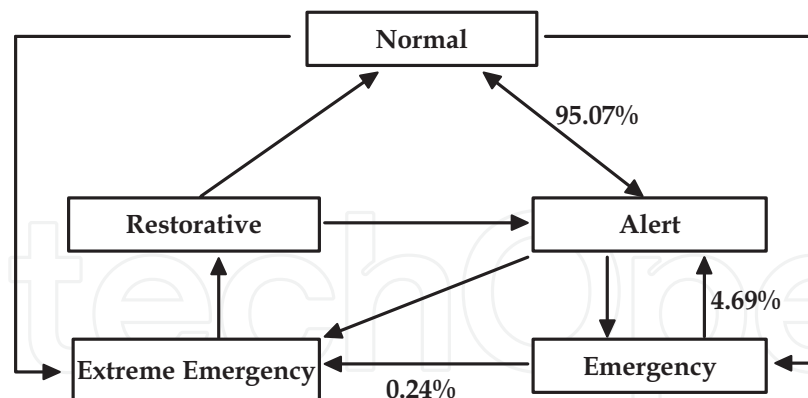 Normal
95.07%
Restorative
Alert
4.69%
Extreme Emergency
Emergency
0.24%